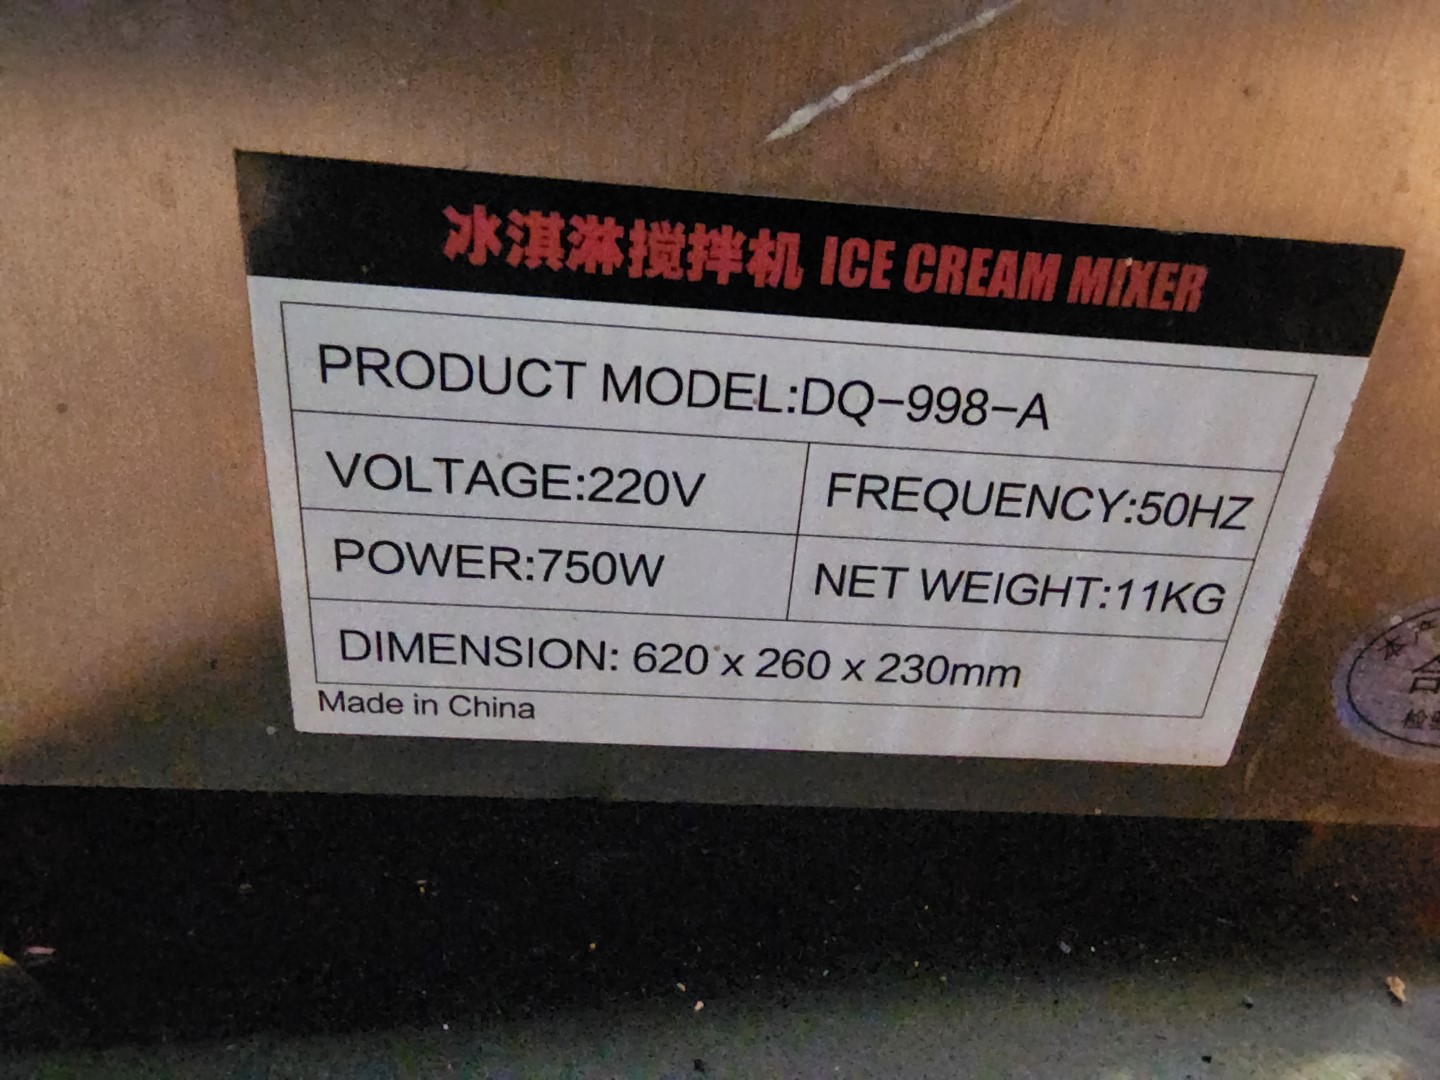 冰淇淋搅拌机 ICE CREAM MIXER
PRODUCT MODEL:DQ-998-A
VOLTAGE:220V FREQUENCY:50HZ
POWER:750W NET WEIGHT:11KG
DIMENSION: 620 x 260 x 230mm
Made in China